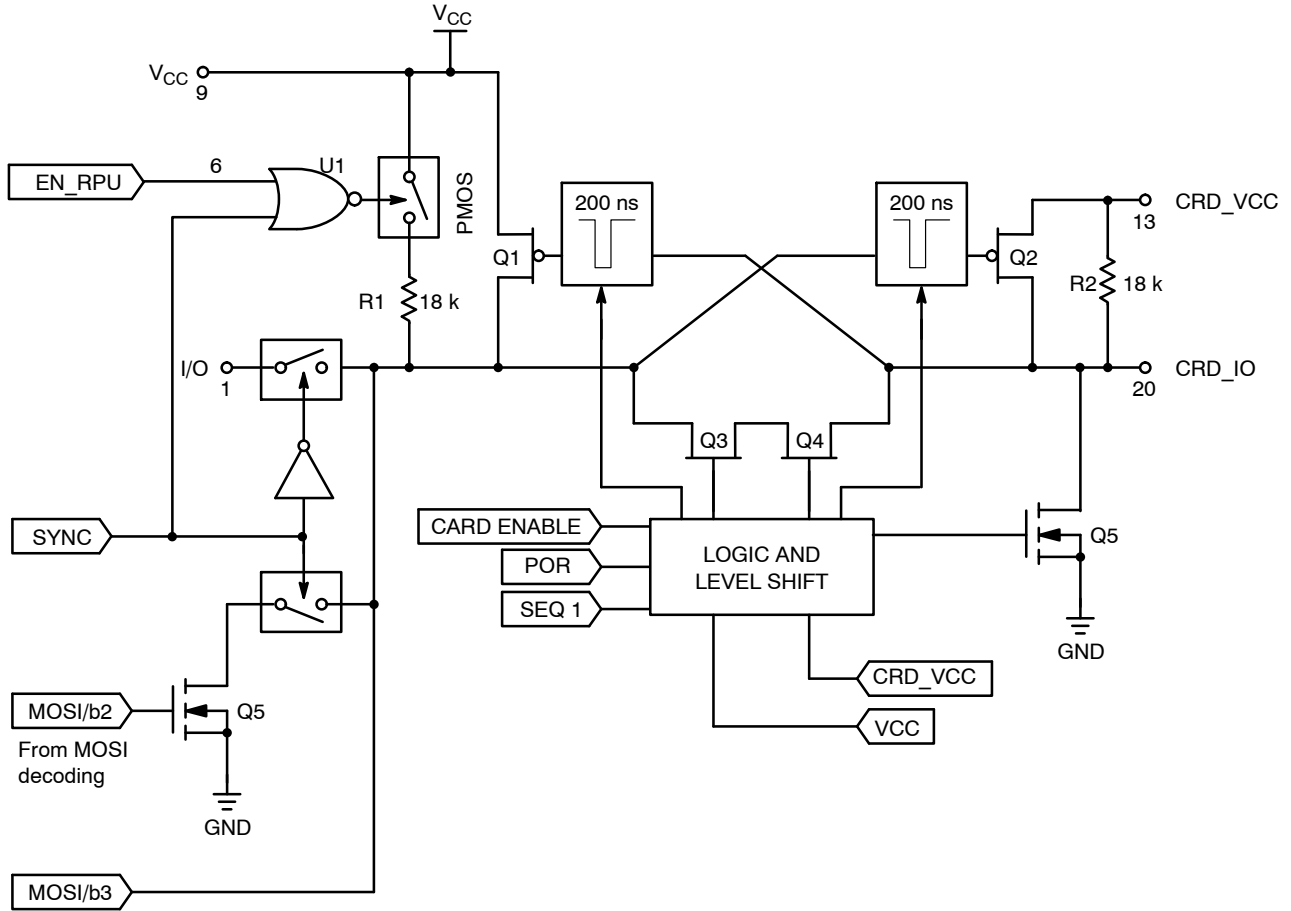 VCC
VCC
9
EN_RPU
6
U1
PMOS
200 ns
200 ns
CRD_VCC
13
Q1
Q2
R1
18 k
R2
18 k
I/O
1
CRD_IO
20
Q3
Q4
SYNC
CARD ENABLE
POR
SEQ 1
LOGIC AND
LEVEL SHIFT
Q5
GND
CRD_VCC
VCC
MOSI/b2
Q5
From MOSI
decoding
GND
MOSI/b3